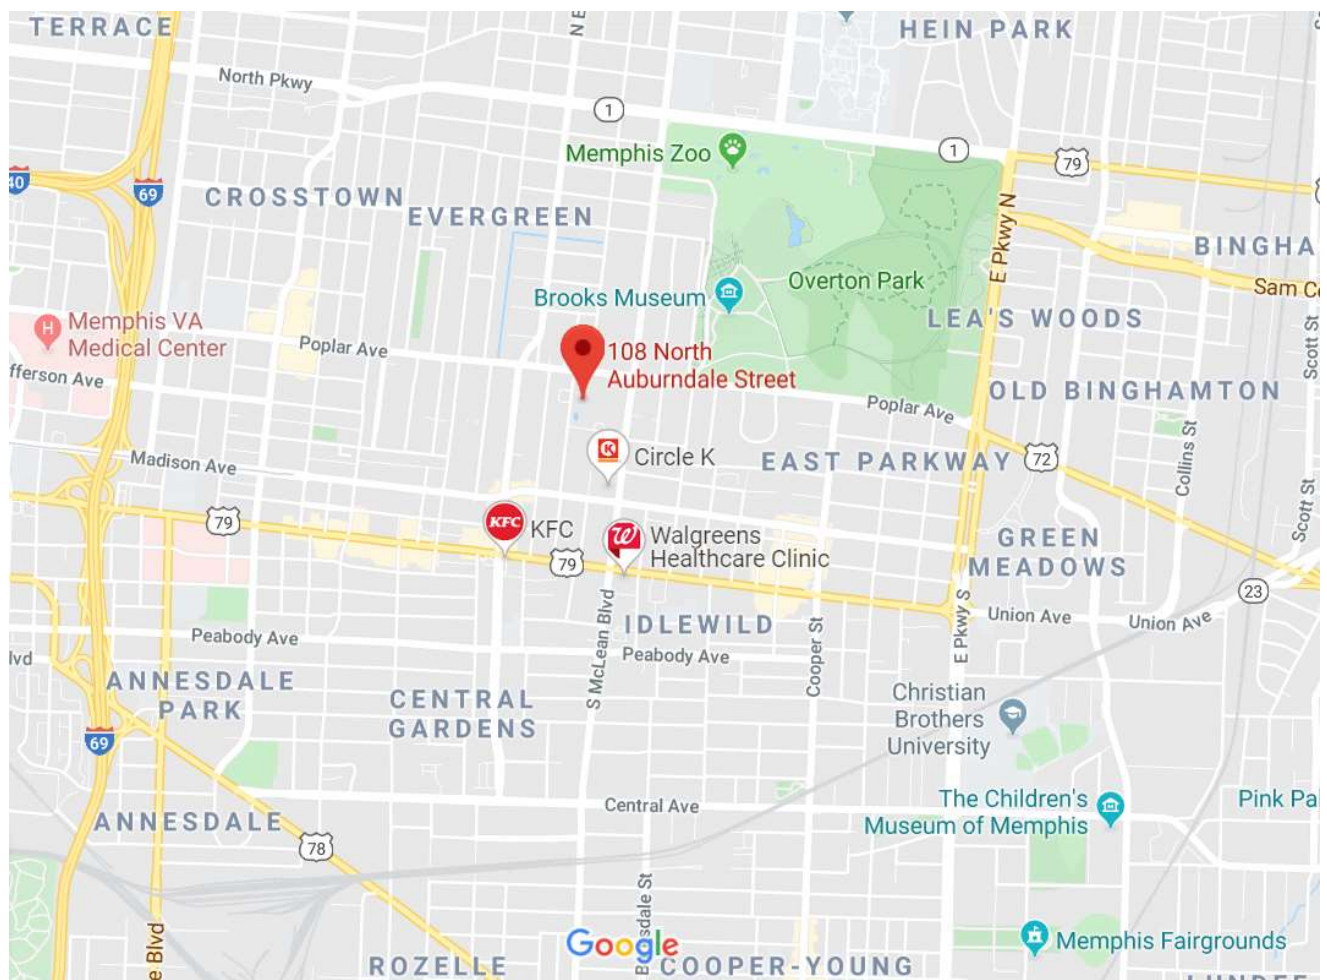 TERRACE
NE
HEIN PARK
North Pkwy
1
Memphis Zoo
1
79
40
69
CROSSTOWN
EVERGREEN
E Pkwy N
BINGHA
Overton Park
Sam Co
Brooks Museum
LEA'S WOODS
Memphis VA
Medical Center
Poplar Ave
108 North
Auburndale Street
Scott St
fferson Ave
OLD BINGHAMTON
Poplar Ave
Circle K
EAST PARKWAY
72
Madison Ave
Collins St
Scott St
79
KFC
KFC
79
Walgreens
Healthcare Clinic
GREEN
MEADOWS
23
Union Ave
Union Ave
S McLean Blvd
IDLEWILD
Peabody Ave
Peabody Ave
Cooper St
E Pkwy S
lvd
ANNESDALE
PARK
CENTRAL
GARDENS
Christian
Brothers
University
69
Central Ave
The Children's
Museum of Memphis
Pink Pal
ANNESDALE
78
e Blvd
Google
Memphis Fairgrounds
ROZELLE
COOPER-YOUNG